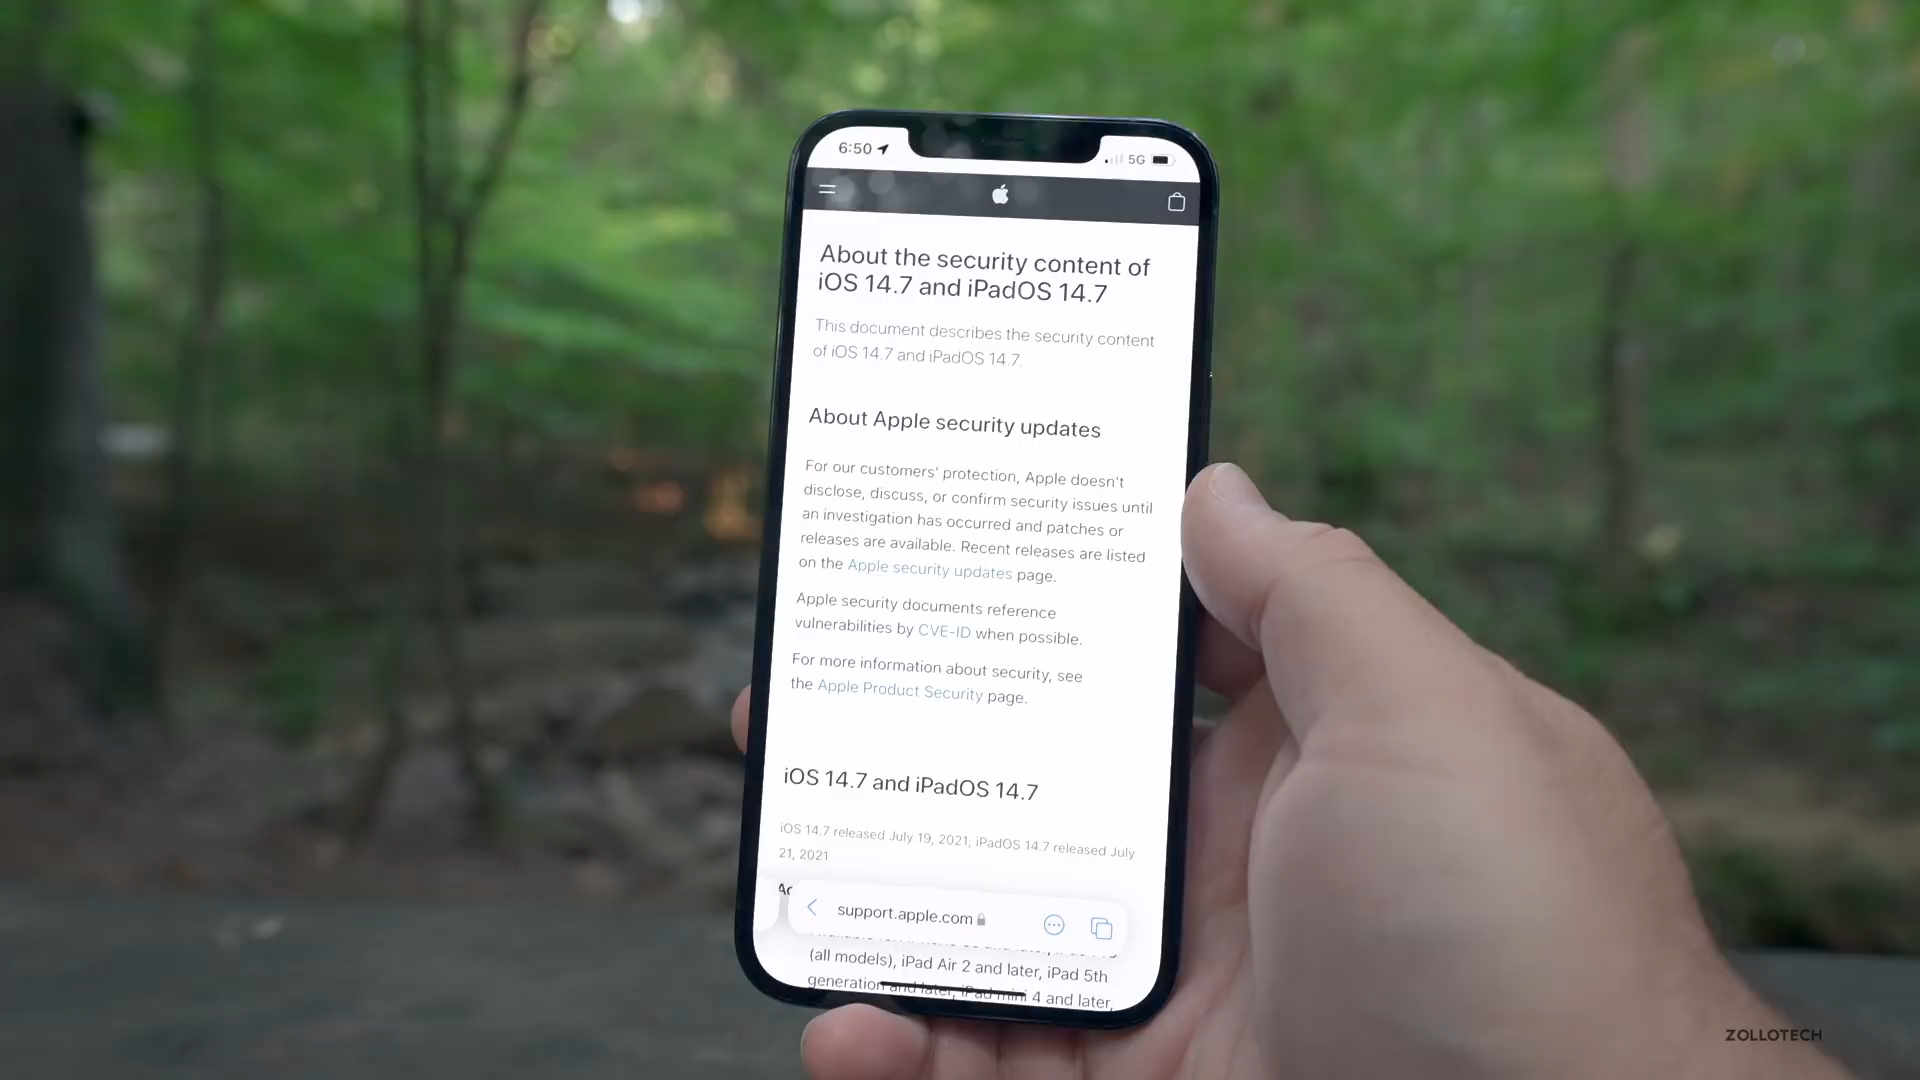 6:50
5G
About the security content of
iOS 14.7 and iPadOS 14.7
This document describes the security content
of iOS 14.7 and iPadOS 14.7.
About Apple security updates
For our customers' protection, Apple doesn't
disclose, discuss, or confirm security issues until
an investigation has occurred and patches or
releases are available. Recent releases are listed
on the Apple security updates page.
Apple security documents reference
vulnerabilities by CVE-ID when possible.
For more information about security, see
the Apple Product Security page.
iOS 14.7 and iPadOS 14.7
iOS 14.7 released July 19, 2021; iPadOS 14.7 released July
21, 2021
support.apple.com
(all models), iPad Air 2 and later, iPad 5th
generation and later, iPad mini 4 and later,
ZOLLOTECH